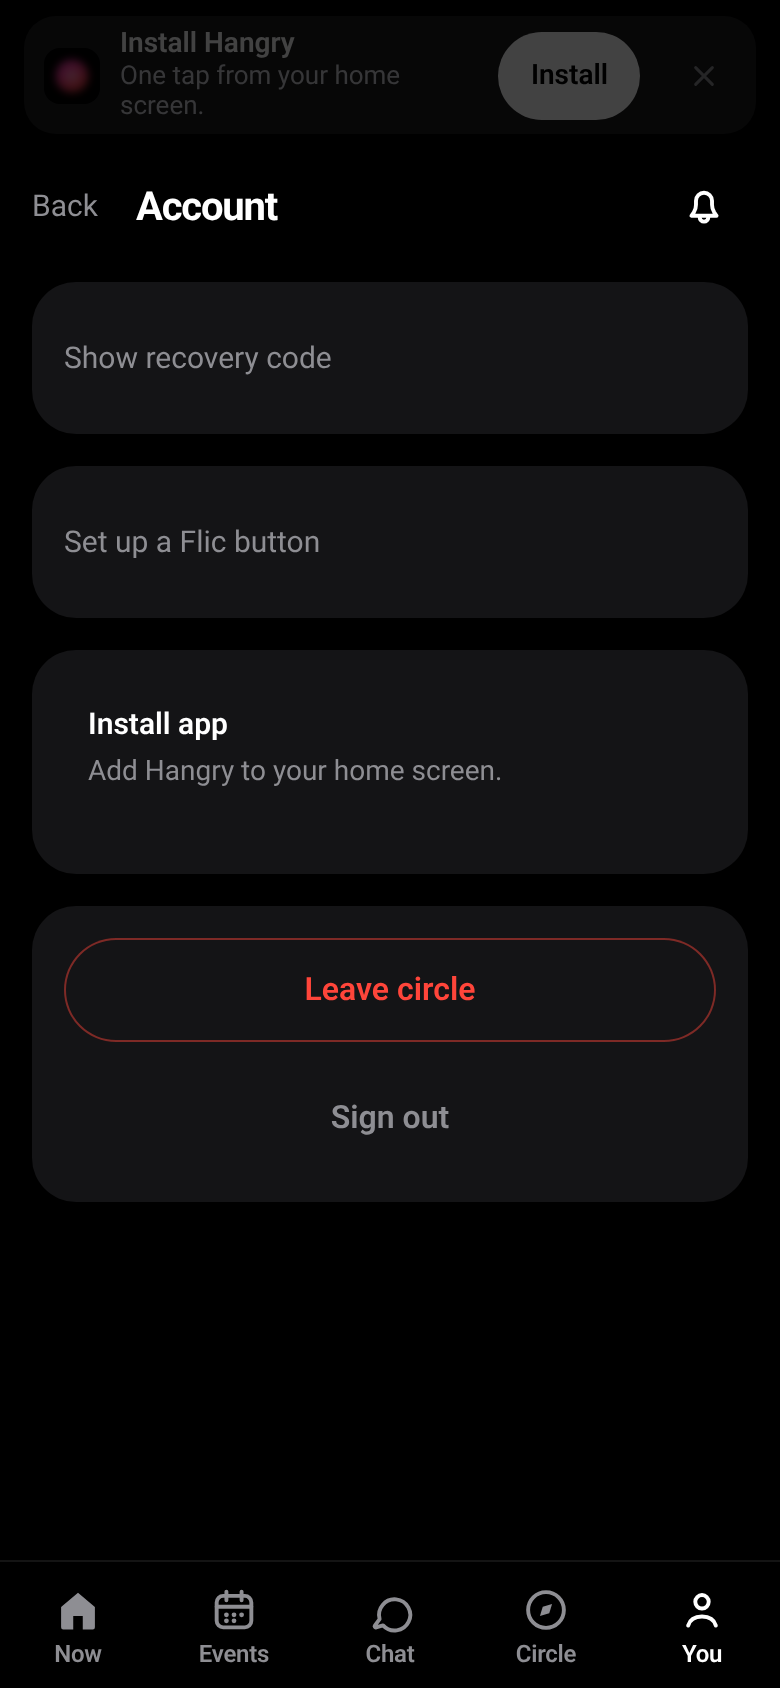 Install Hangry
One tap from your home
screen.
Install
Back
Account
Show recovery code
Set up a Flic button
Install app
Add Hangry to your home screen.
Leave circle
Sign out
Now
Events
Chat
Circle
You